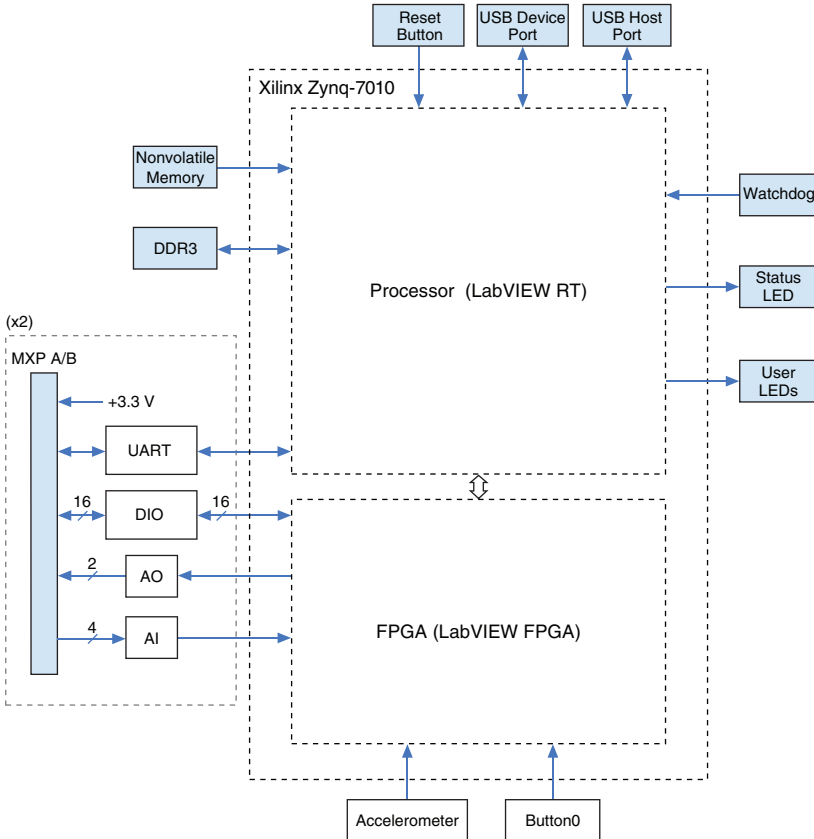 Reset
Button
USB Device
Port
USB Host
Port
Xilinx Zynq-7010
Nonvolatile
Memory
Watchdog
DDR3
Processor (LabVIEW RT)
Status
LED
(x2)
MXP A/B
User
LEDs
+3.3 V
UART
16
DIO
16
2
AO
4
AI
FPGA (LabVIEW FPGA)
Accelerometer
Button0